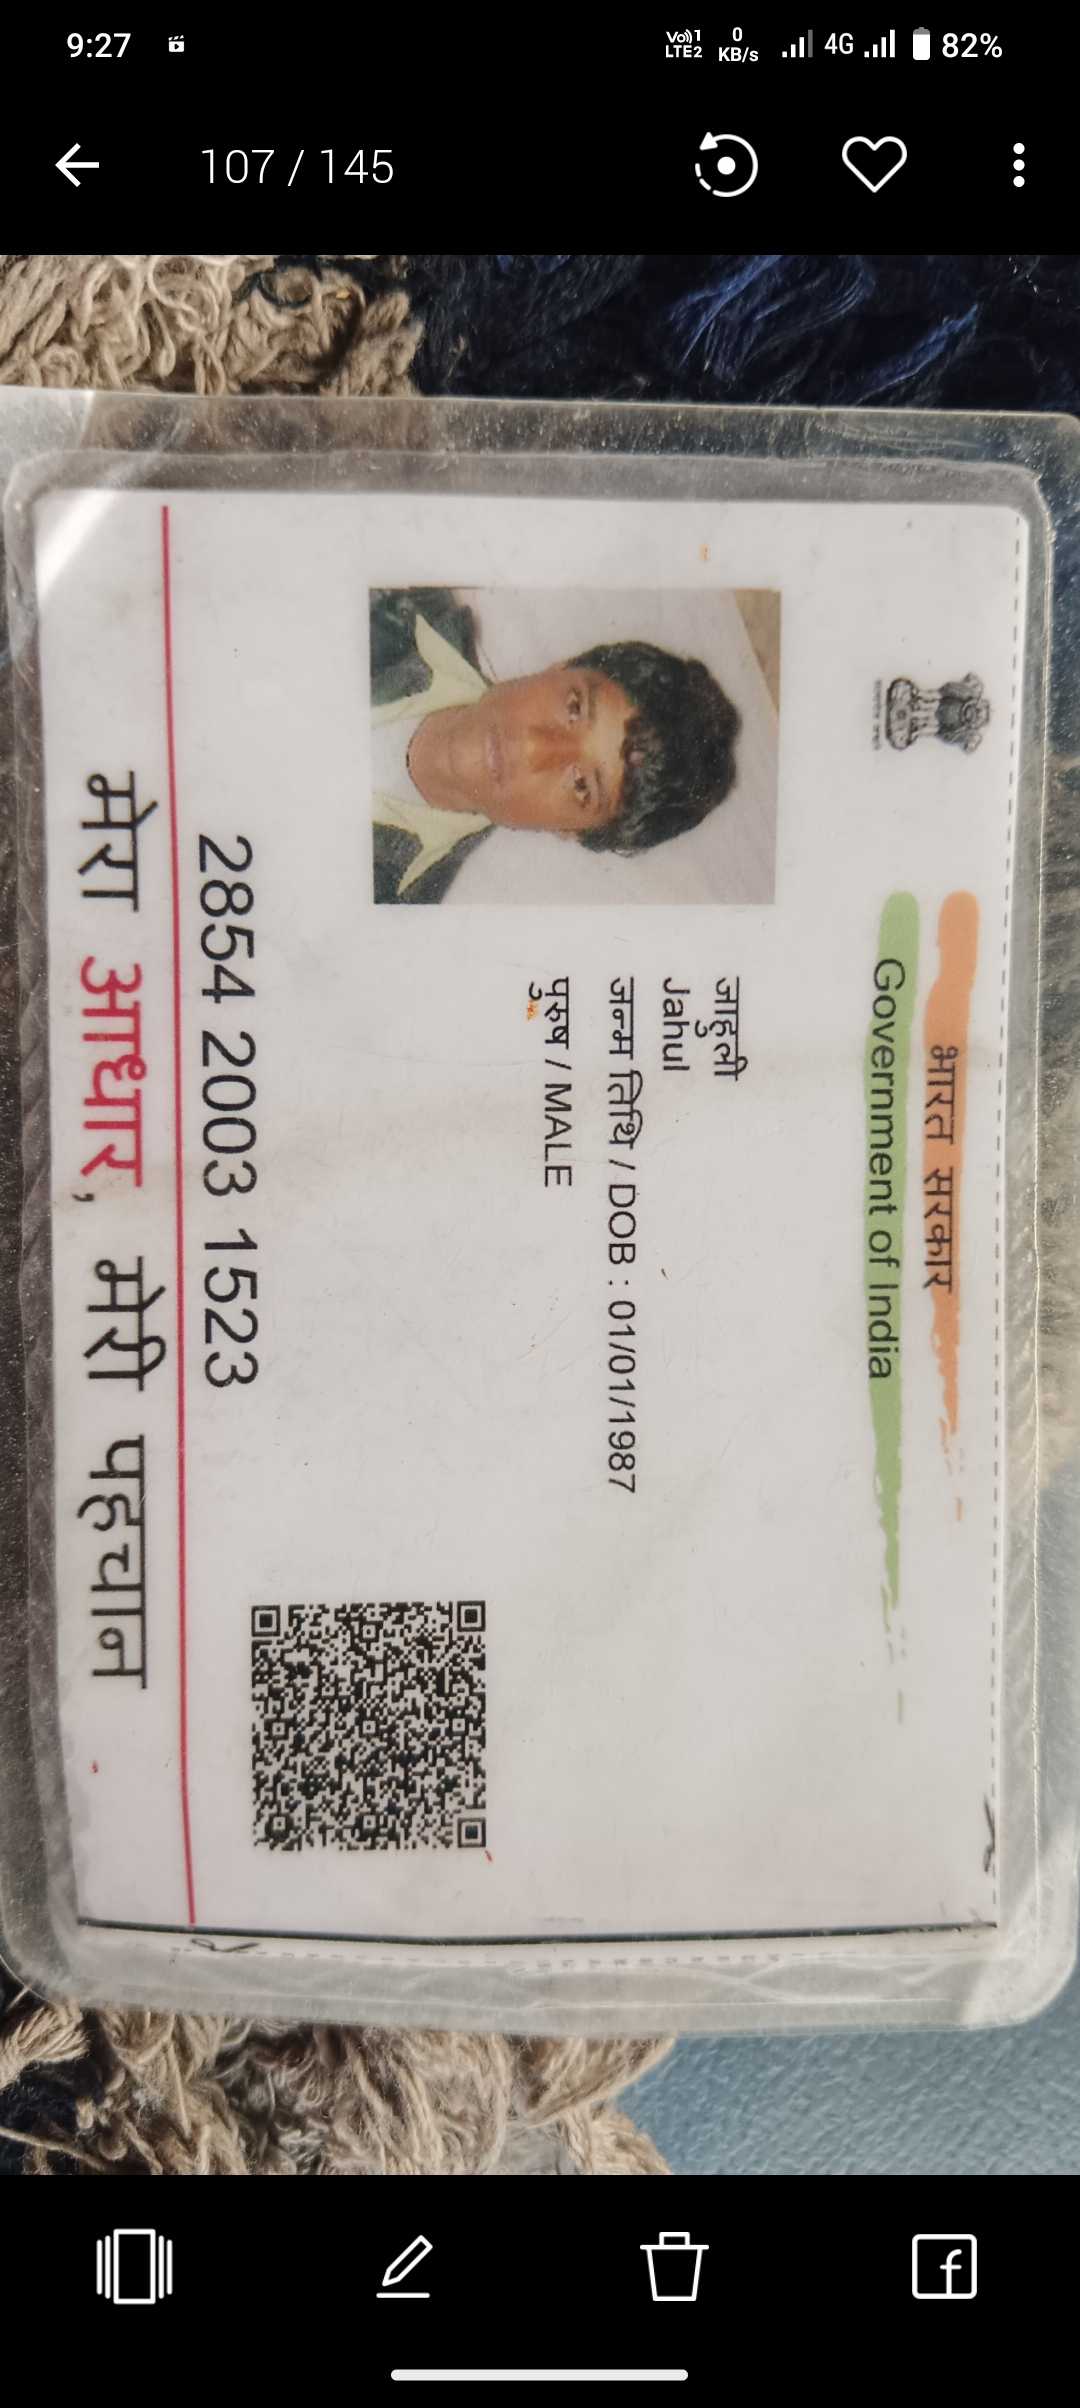 9:27
Vo))1 LTE2 0 KB/s 4G 82%
107 / 145
भारत सरकार
Government of India
जाहुली
Jahul
जन्म तिथि / DOB : 01/01/1987
पुरुष / MALE
2854 2003 1523
मेरा आधार, मेरी पहचान